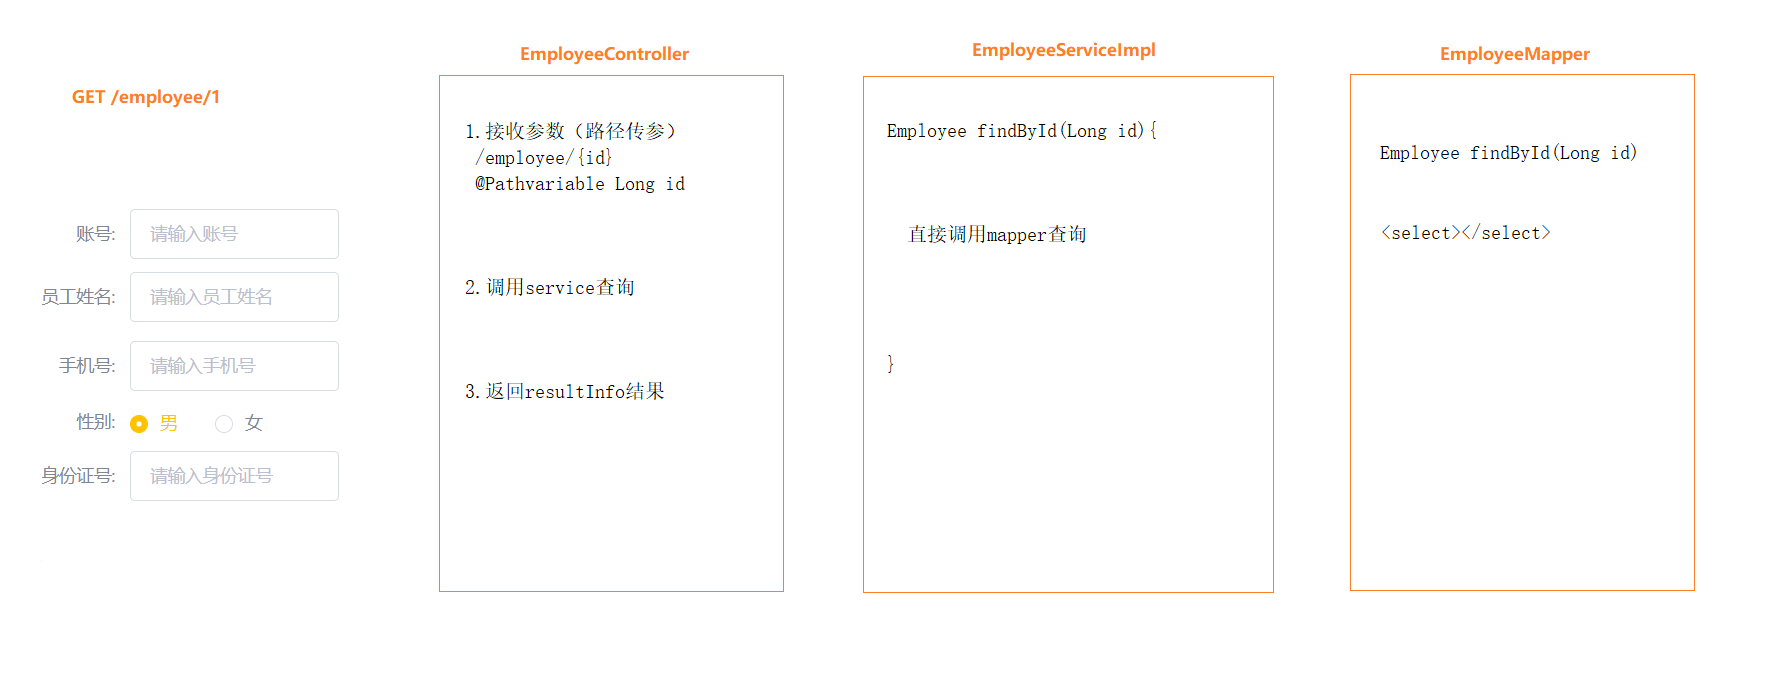 GET /employee/1
账号:
请输入账号
员工姓名:
请输入员工姓名
手机号:
请输入手机号
性别:
男
女
身份证号:
请输入身份证号
EmployeeController
1.接收参数（路径传参）
/employee/{id}
@Pathvariable Long id
2.调用service查询
3.返回resultInfo结果
EmployeeServiceImpl
Employee findById(Long id){
直接调用mapper查询
}
EmployeeMapper
Employee findById(Long id)
<select></select>